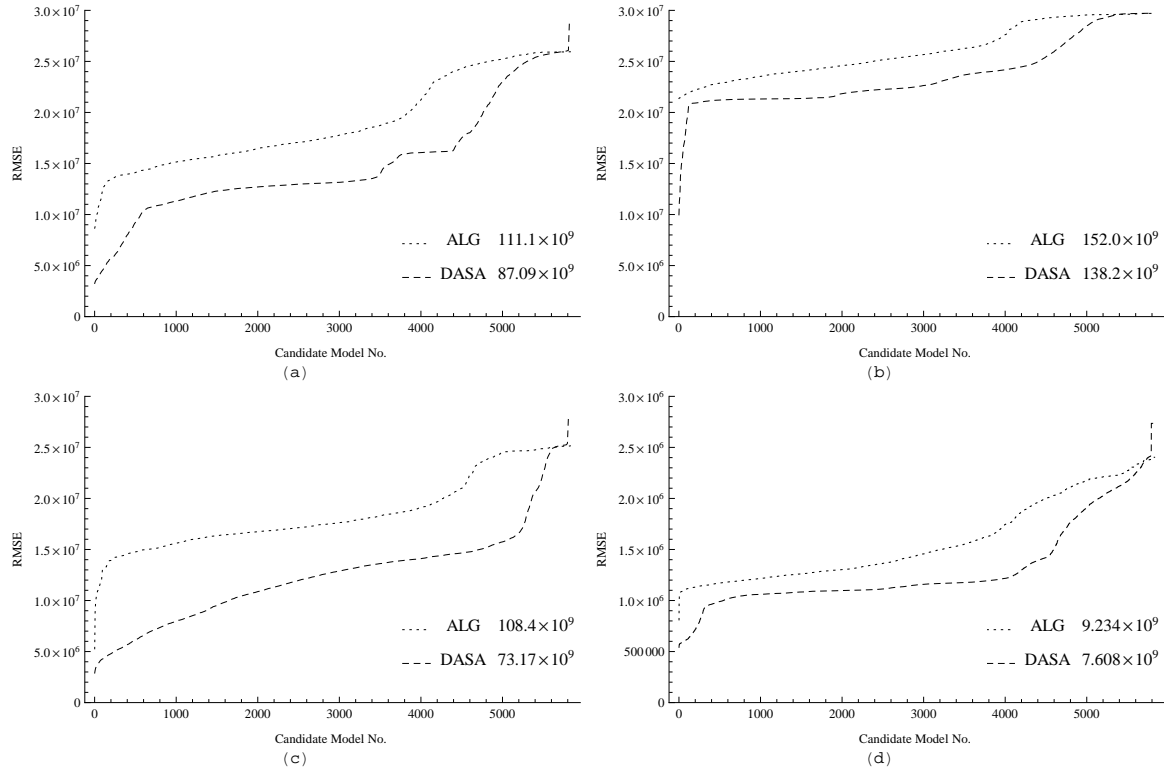 3.0×10⁷
2.5×10⁷
2.0×10⁷
1.5×10⁷
1.0×10⁷
5.0×10⁶
0
RMSE
ALG 111.1×10⁹
DASA 87.09×10⁹
0 1000 2000 3000 4000 5000
Candidate Model No.
(a)
3.0×10⁷
2.5×10⁷
2.0×10⁷
1.5×10⁷
1.0×10⁷
5.0×10⁶
0
RMSE
ALG 152.0×10⁹
DASA 138.2×10⁹
0 1000 2000 3000 4000 5000
Candidate Model No.
(b)
3.0×10⁷
2.5×10⁷
2.0×10⁷
1.5×10⁷
1.0×10⁷
5.0×10⁶
0
RMSE
ALG 108.4×10⁹
DASA 73.17×10⁹
0 1000 2000 3000 4000 5000
Candidate Model No.
(c)
3.0×10⁶
2.5×10⁶
2.0×10⁶
1.5×10⁶
1.0×10⁶
500000
0
RMSE
ALG 9.234×10⁹
DASA 7.608×10⁹
0 1000 2000 3000 4000 5000
Candidate Model No.
(d)